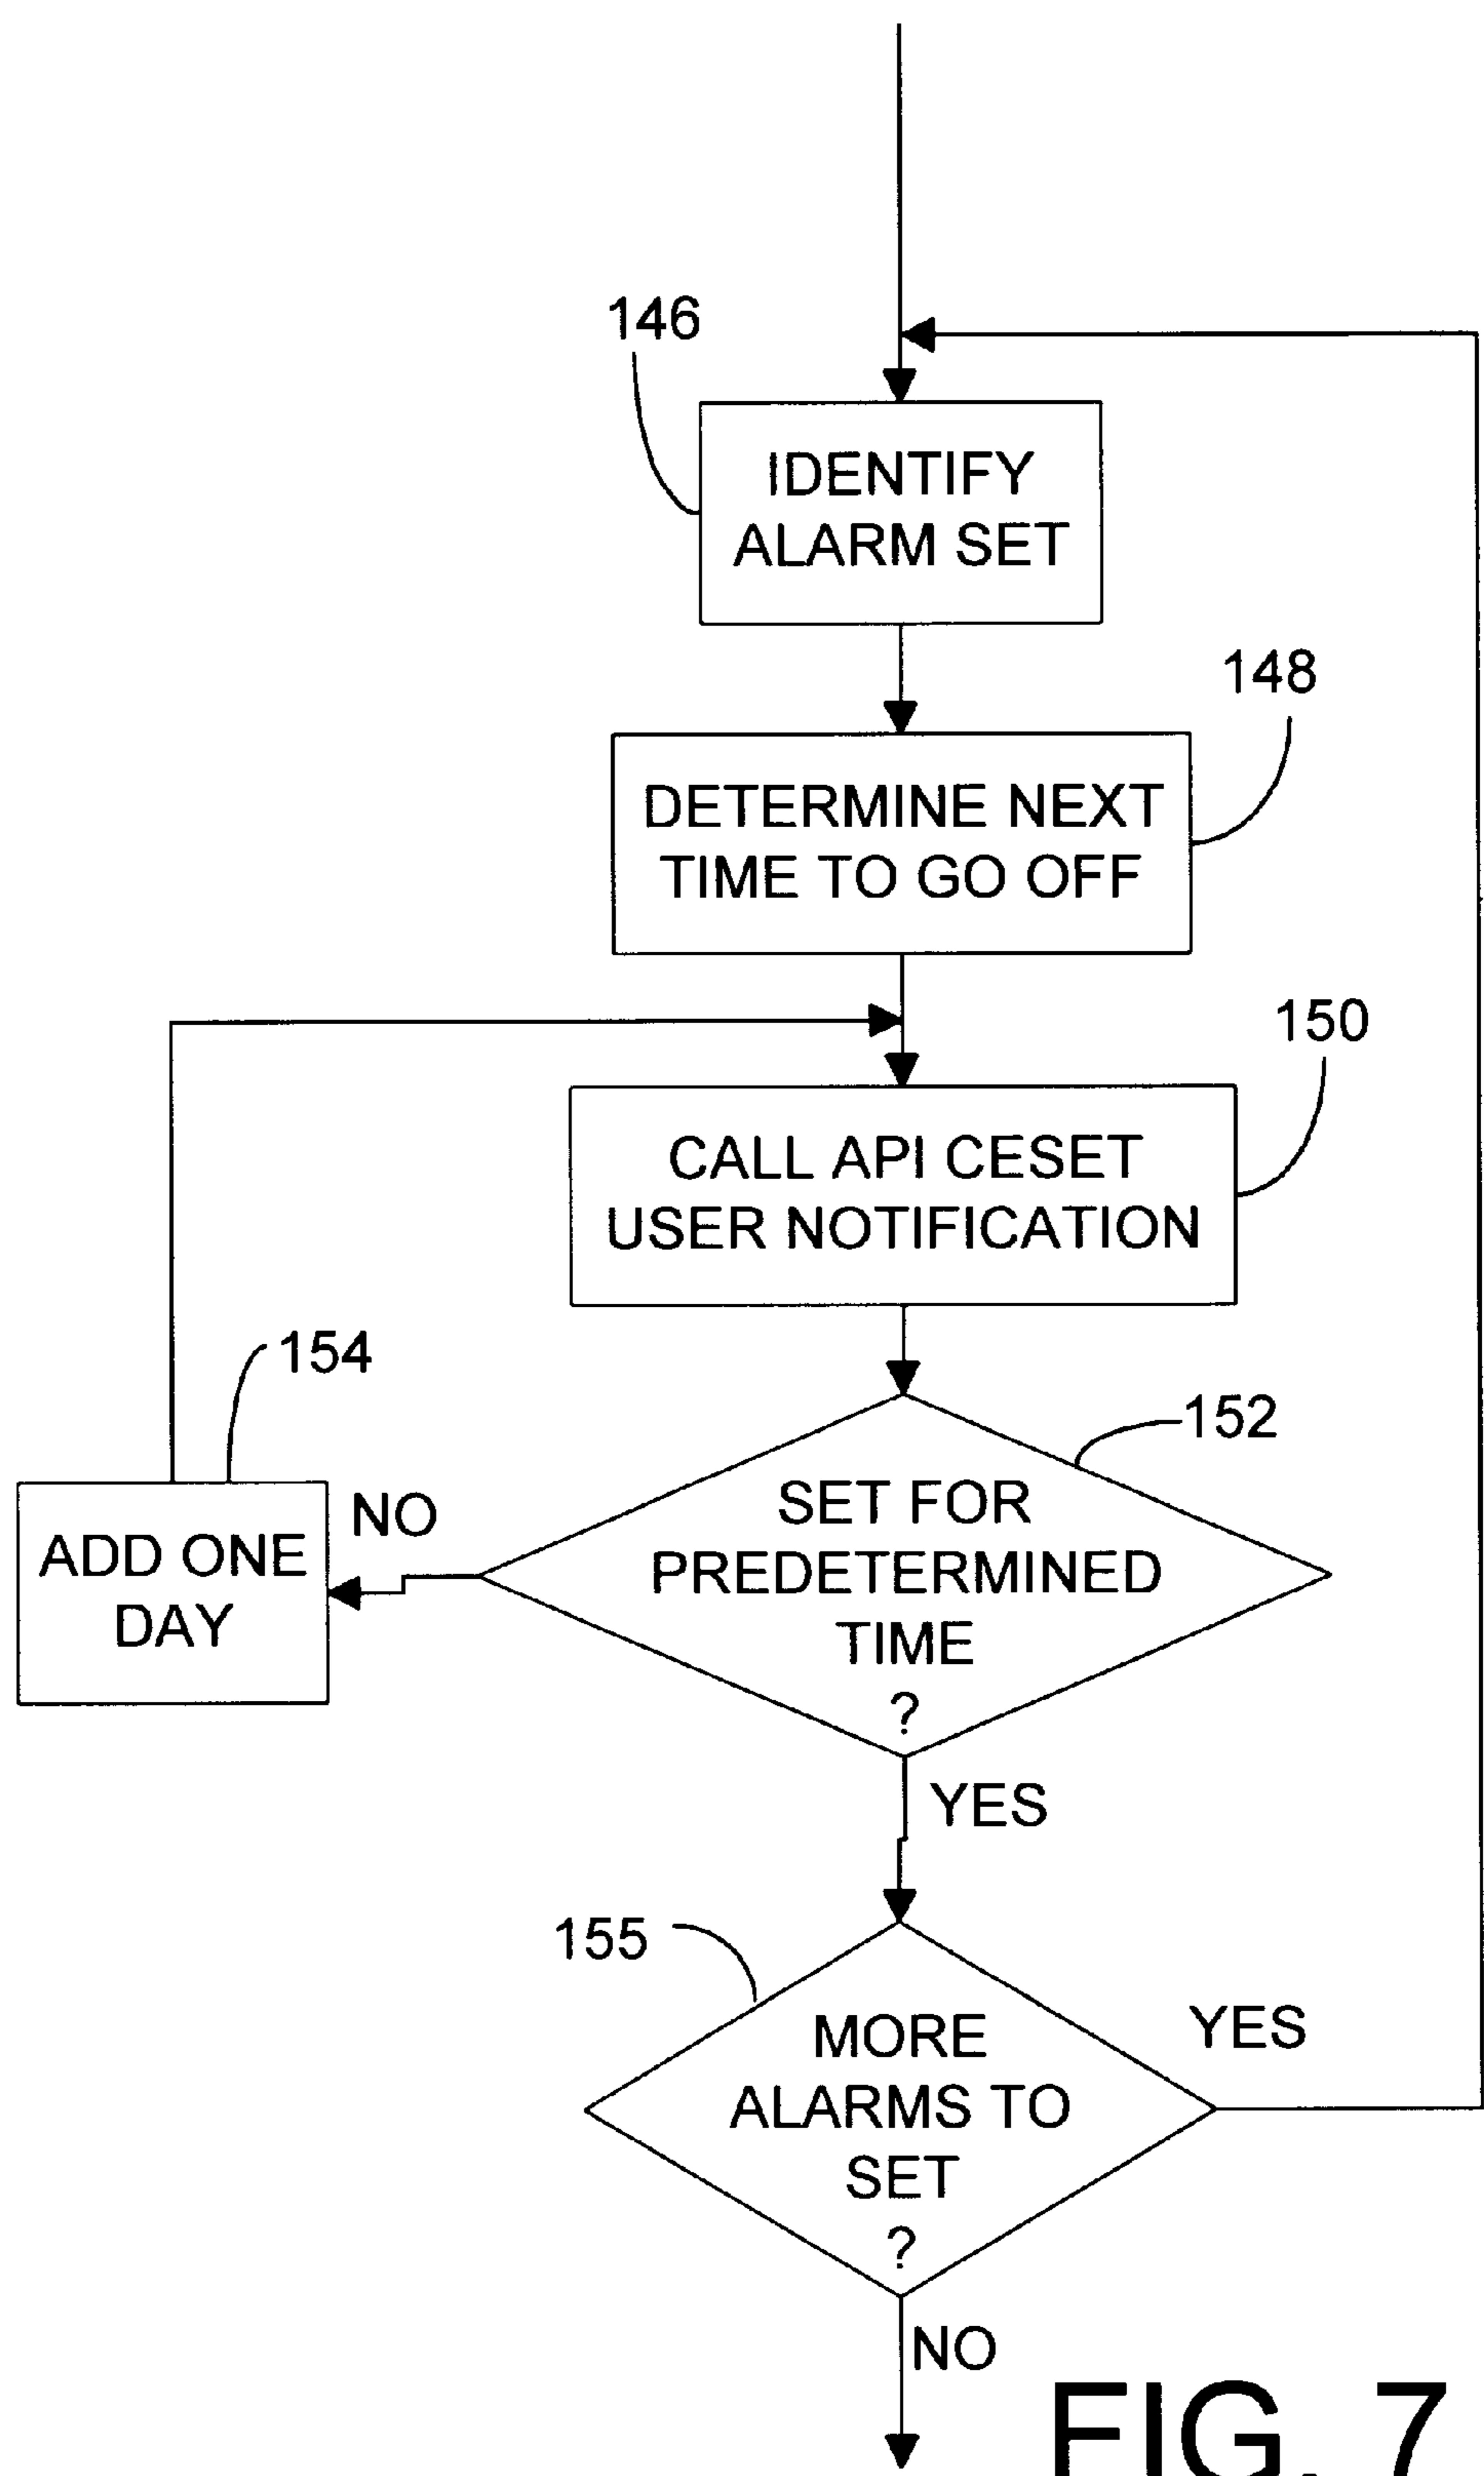 146
IDENTIFY
ALARM SET
148
DETERMINE NEXT
TIME TO GO OFF
150
CALL API CESET
USER NOTIFICATION
154
152
ADD ONE
DAY
NO
SET FOR
PREDETERMINED
TIME
?
YES
155
MORE
ALARMS TO
SET
?
YES
NO
FIG. 7